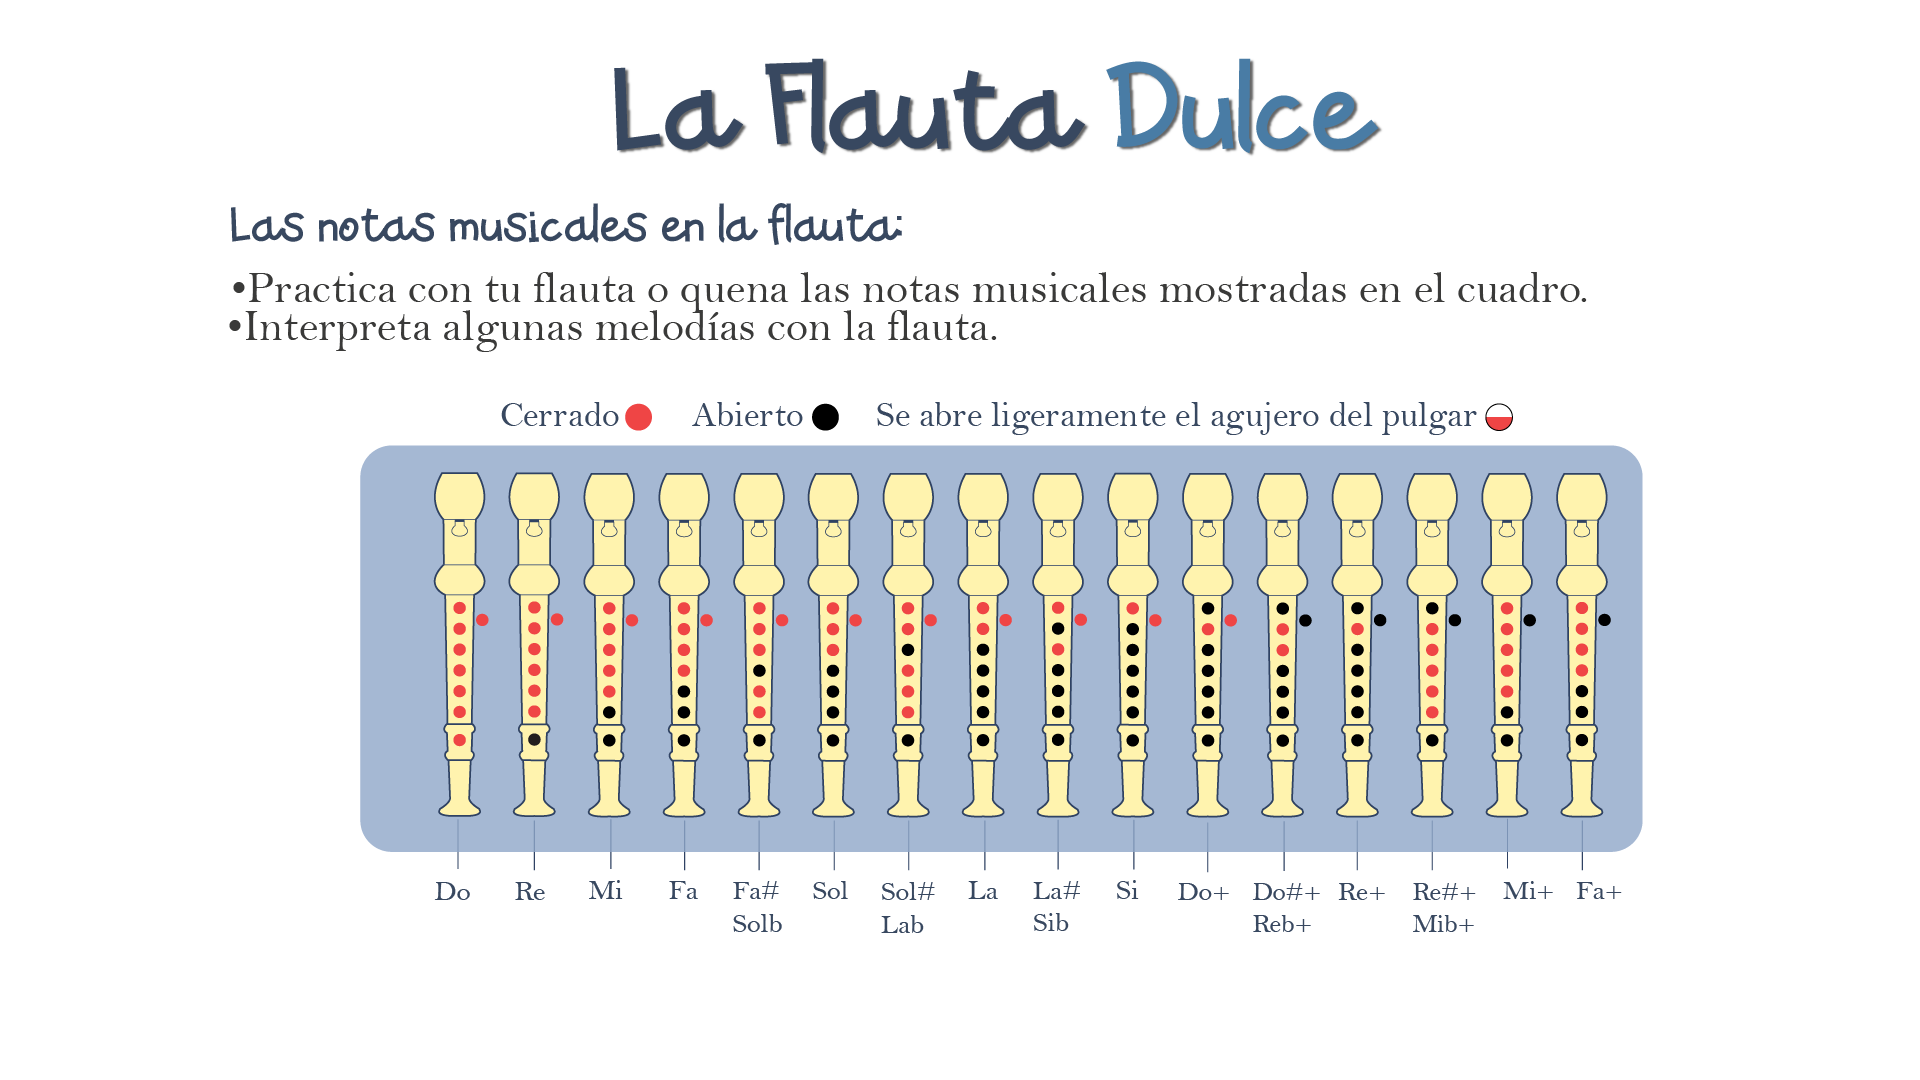 La Flauta Dulce
Las notas musicales en la flauta:
•Practica con tu flauta o quena las notas musicales mostradas en el cuadro.
•Interpreta algunas melodías con la flauta.
Cerrado Abierto Se abre ligeramente el agujero del pulgar
Do Re Mi Fa Fa# Sol Sol# La La# Si Do+ Do#+ Re+ Re#+ Mi+ Fa+
Solb Lab Sib Reb+ Mib+